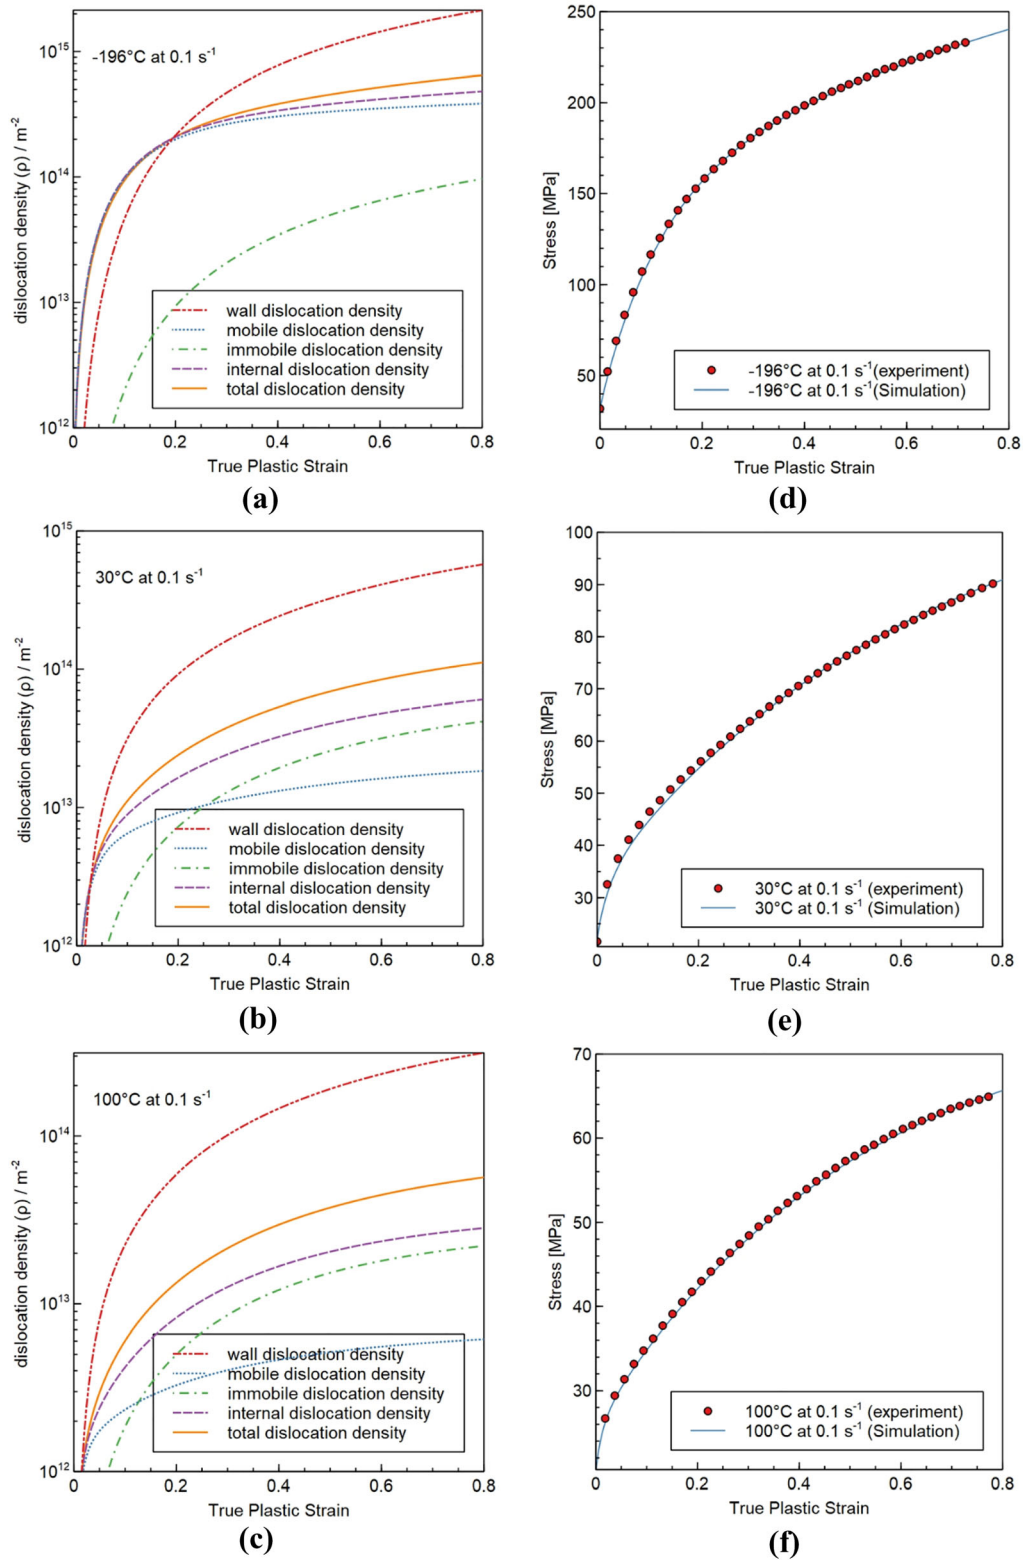 -196°C at 0.1 s⁻¹
dislocation density (ρ) / m⁻²
10¹⁵
10¹⁴
10¹³
10¹²
wall dislocation density
mobile dislocation density
immobile dislocation density
internal dislocation density
total dislocation density
0 0.2 0.4 0.6 0.8
True Plastic Strain
(a)
250
200
150
100
50
Stress [MPa]
-196°C at 0.1 s⁻¹(experiment)
-196°C at 0.1 s⁻¹(Simulation)
0 0.2 0.4 0.6 0.8
True Plastic Strain
(d)
30°C at 0.1 s⁻¹
dislocation density (ρ) / m⁻²
10¹⁵
10¹⁴
10¹³
10¹²
wall dislocation density
mobile dislocation density
immobile dislocation density
internal dislocation density
total dislocation density
0 0.2 0.4 0.6 0.8
True Plastic Strain
(b)
100
90
80
70
60
50
40
30
Stress [MPa]
30°C at 0.1 s⁻¹ (experiment)
30°C at 0.1 s⁻¹ (Simulation)
0 0.2 0.4 0.6 0.8
True Plastic Strain
(e)
100°C at 0.1 s⁻¹
dislocation density (ρ) / m⁻²
10¹⁴
10¹³
10¹²
wall dislocation density
mobile dislocation density
immobile dislocation density
internal dislocation density
total dislocation density
0 0.2 0.4 0.6 0.8
True Plastic Strain
(c)
70
60
50
40
30
Stress [MPa]
100°C at 0.1 s⁻¹ (experiment)
100°C at 0.1 s⁻¹ (Simulation)
0 0.2 0.4 0.6 0.8
True Plastic Strain
(f)